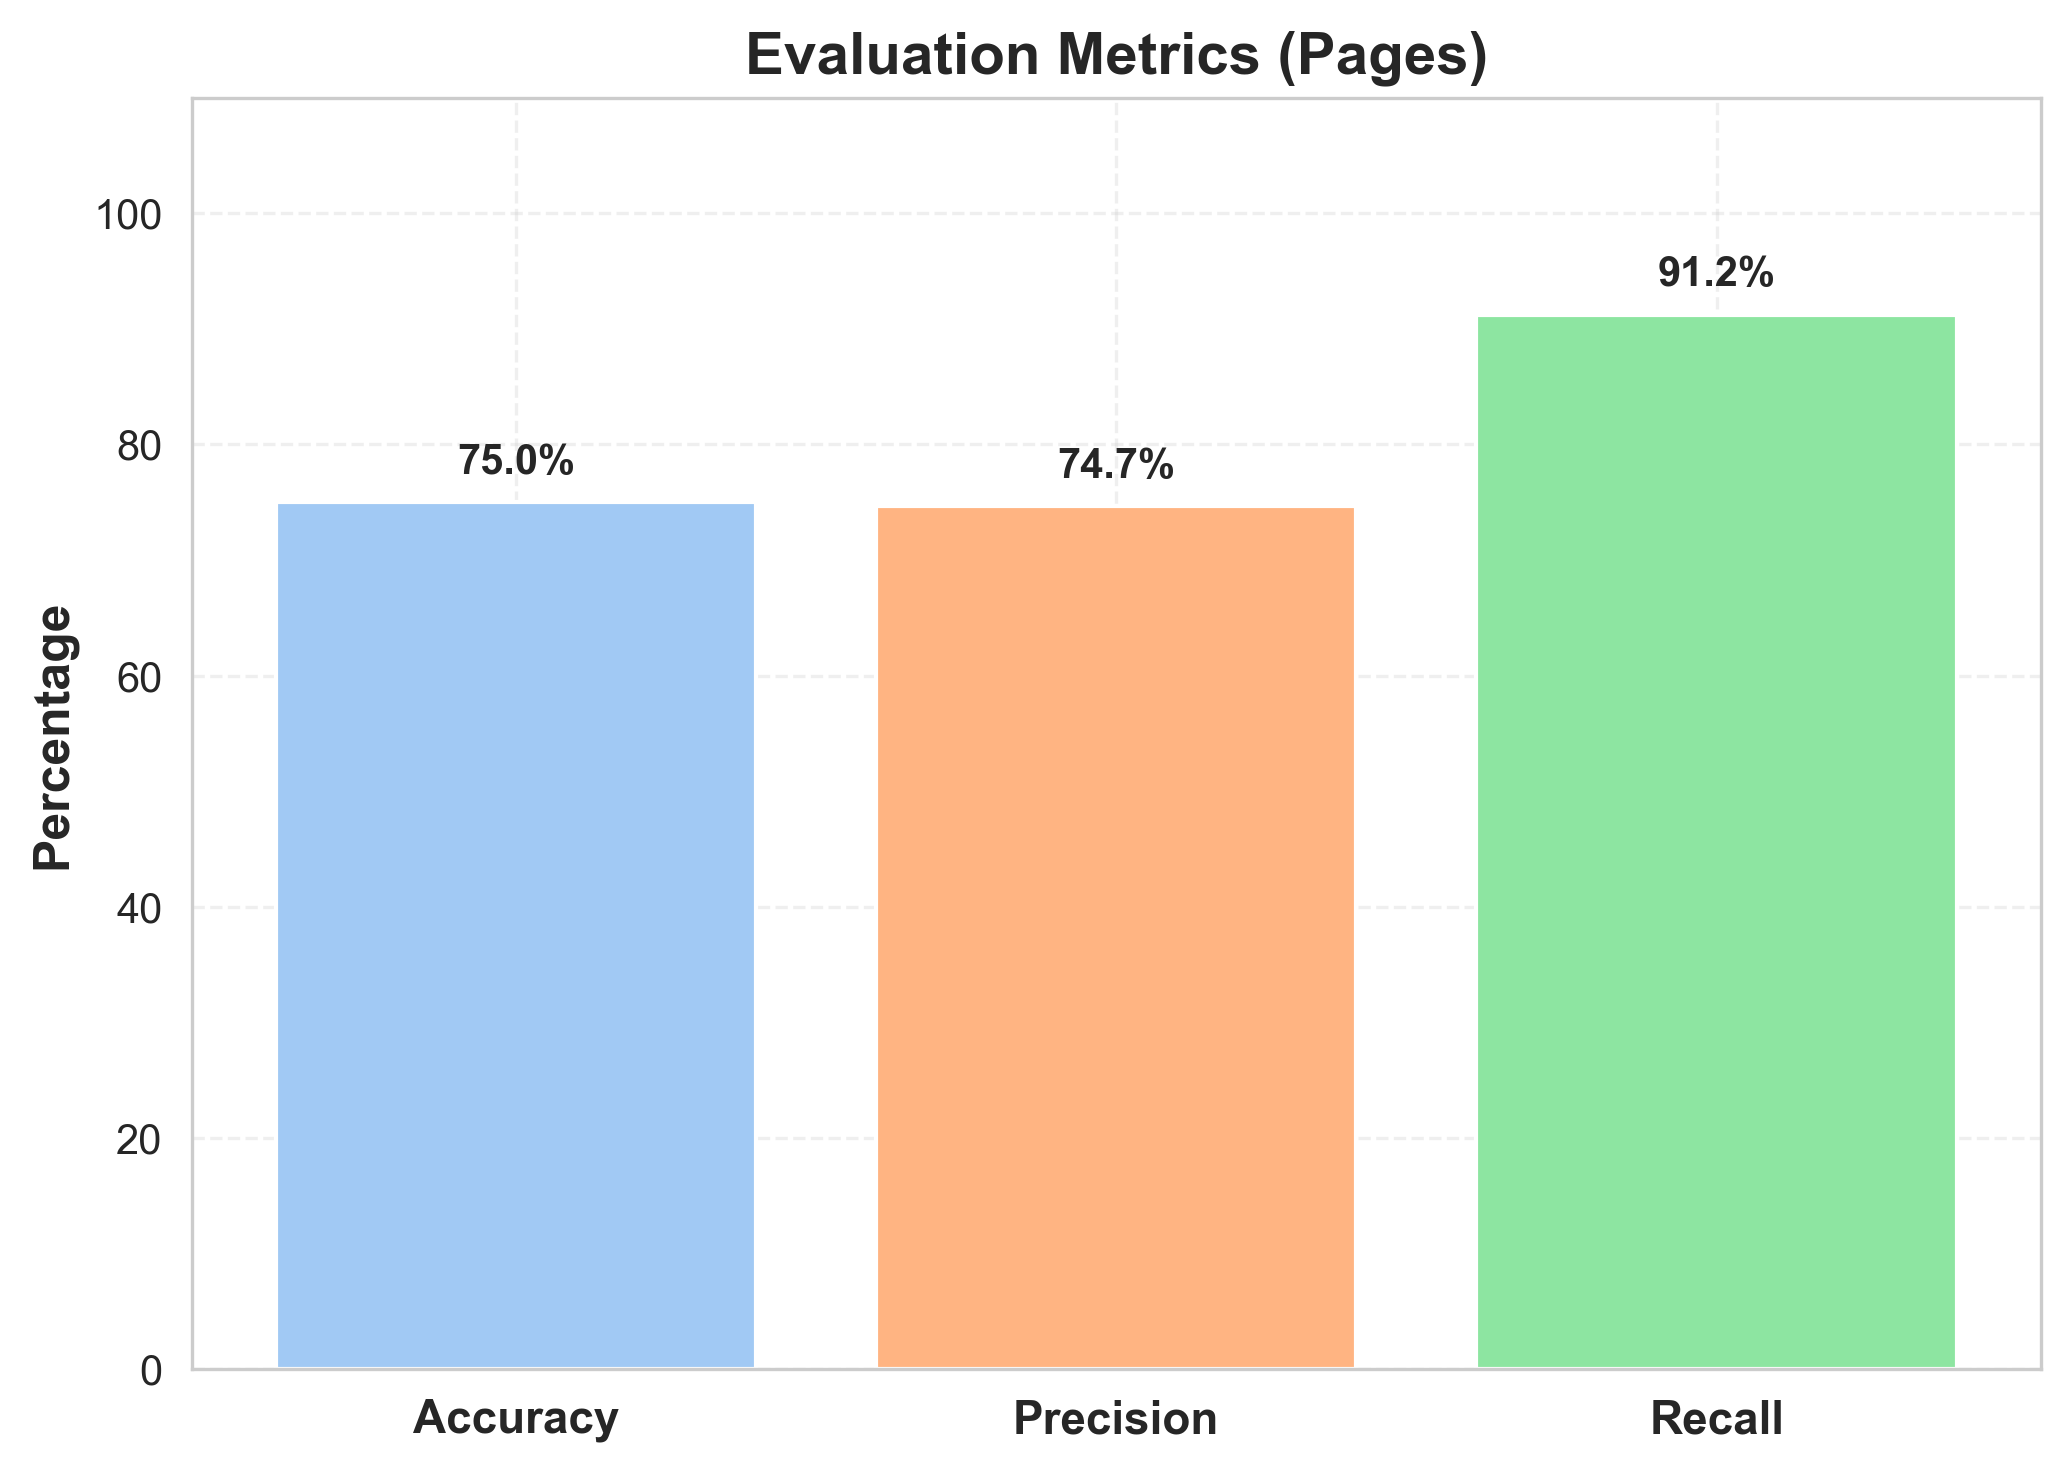 Evaluation Metrics (Pages)
Percentage
100
80
60
40
20
0
75.0%
74.7%
91.2%
Accuracy
Precision
Recall